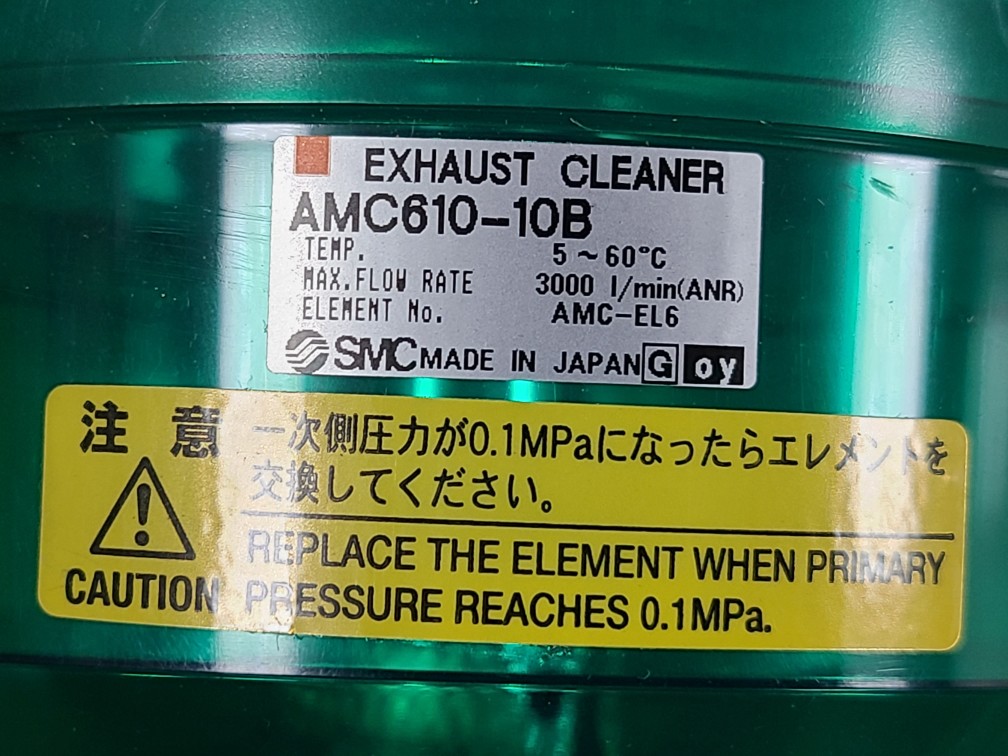 EXHAUST CLEANER
AMC610-10B
TEMP. 5~60°C
MAX.FLOW RATE 3000 l/min(ANR)
ELEMENT No. AMC-EL6
SMC MADE IN JAPAN G oy
注意
一次側圧力が0.1MPaになったらエレメントを
交換してください。
CAUTION
REPLACE THE ELEMENT WHEN PRIMARY
PRESSURE REACHES 0.1MPa.